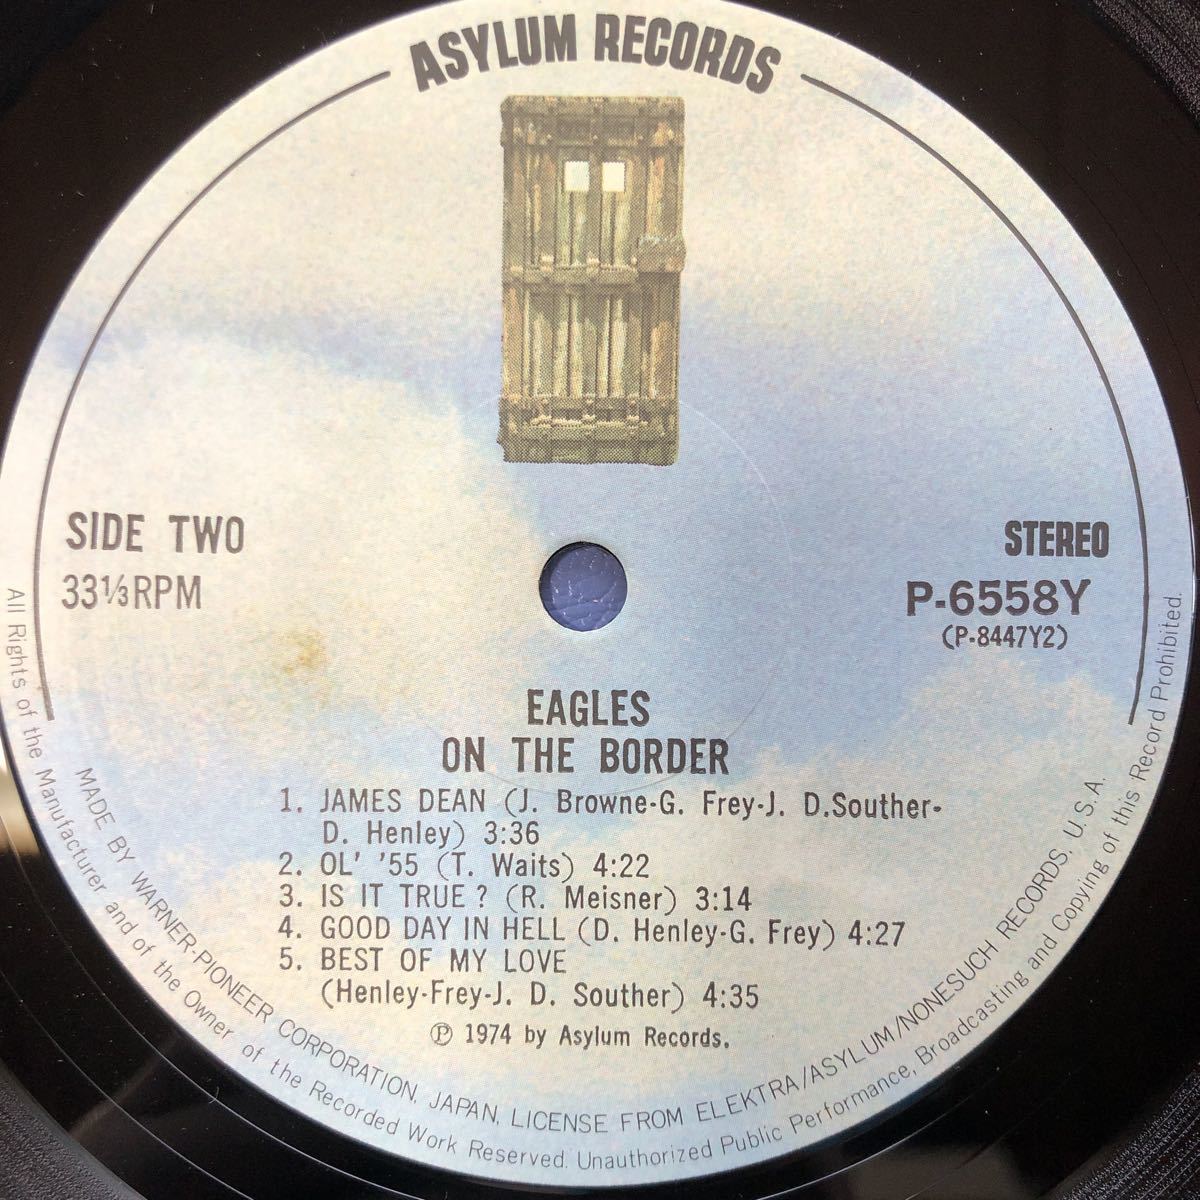 ASYLUM RECORDS
SIDE TWO
33⅓RPM
STEREO
P-6558Y
(P-8447Y2)
EAGLES
ON THE BORDER
1. JAMES DEAN (J. Browne-G. Frey-J. D.Souther-
D. Henley) 3:36
2. OL' '55 (T. Waits) 4:22
3. IS IT TRUE? (R. Meisner) 3:14
4. GOOD DAY IN HELL (D. Henley-G. Frey) 4:27
5. BEST OF MY LOVE
(Henley-Frey-J. D. Souther) 4:35
Ⓟ 1974 by Asylum Records.
MADE BY WARNER-PIONEER CORPORATION, JAPAN, LICENSE FROM ELEKTRA/ASYLUM/NONESUCH RECORDS, U.S.A.
All Rights of the Manufacturer and of the Owner of the Recorded Work Reserved. Unauthorized Public Performance, Broadcasting and Copying of this Record Prohibited.